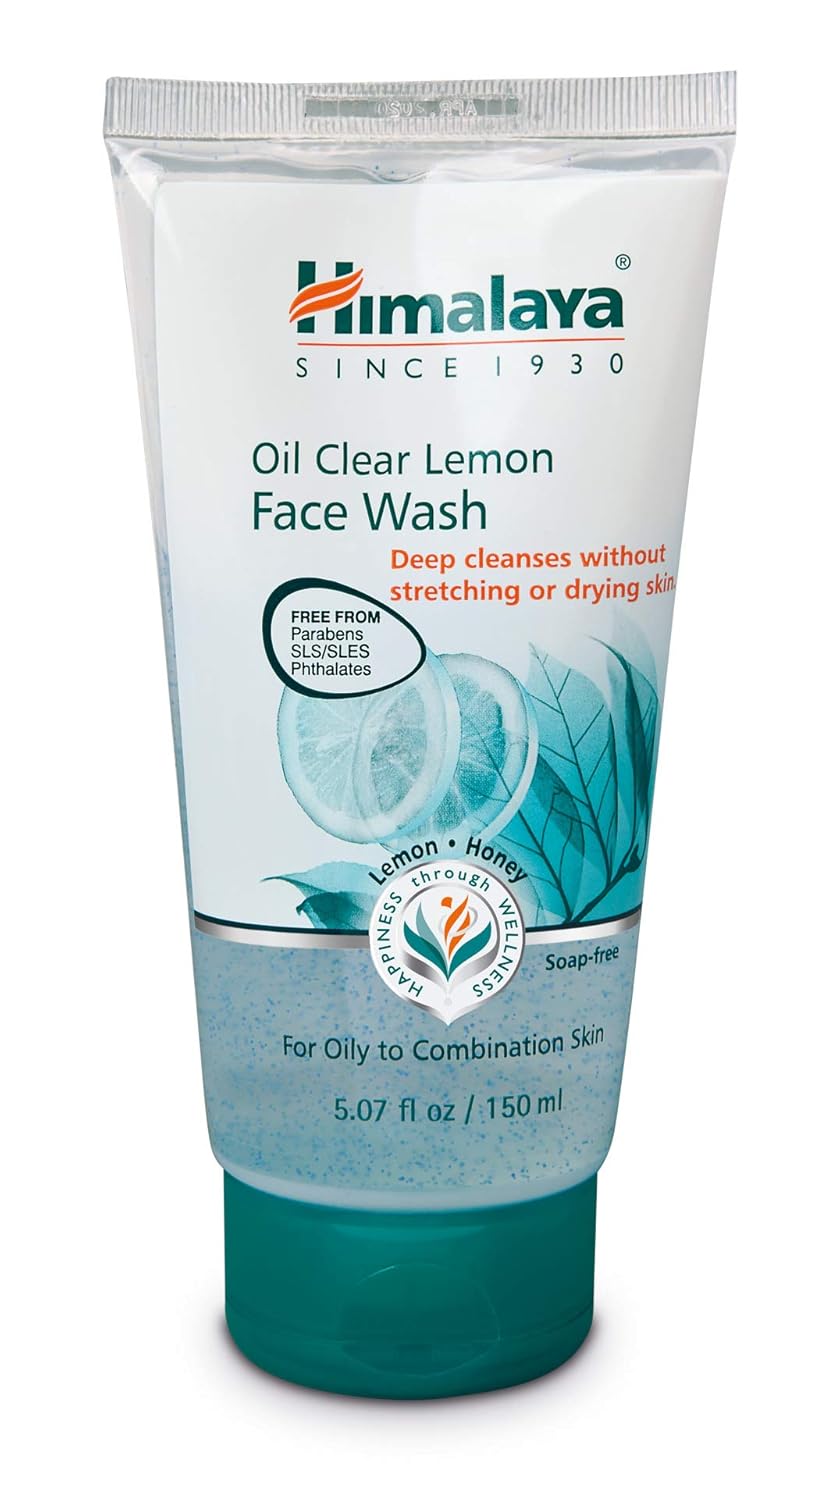 Himalaya®
SINCE 1930
Oil Clear Lemon
Face Wash
Deep cleanses without
stretching or drying skin.
FREE FROM
Parabens
SLS/SLES
Phthalates
Lemon • Honey
HAPPINESS through WELLNESS
®
Soap-free
For Oily to Combination Skin
5.07 fl oz / 150 ml